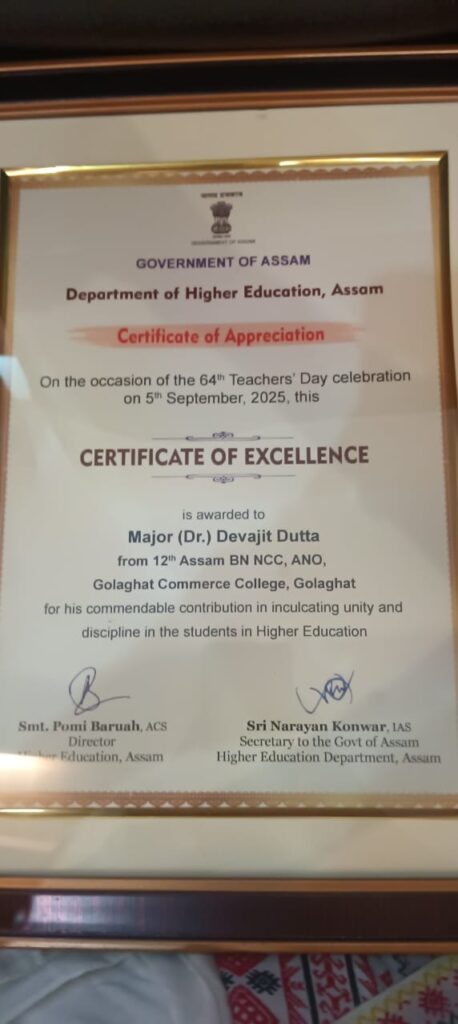 GOVERNMENT OF ASSAM
GOVERNMENT OF ASSAM
Department of Higher Education, Assam
Certificate of Appreciation
On the occasion of the 64th Teachers' Day celebration
on 5th September, 2025, this
CERTIFICATE OF EXCELLENCE
is awarded to
Major (Dr.) Devajit Dutta
from 12th Assam BN NCC, ANO,
Golaghat Commerce College, Golaghat
for his commendable contribution in inculcating unity and
discipline in the students in Higher Education
Smt. Pomi Baruah, ACS
Director
Higher Education, Assam
Sri Narayan Konwar, IAS
Secretary to the Govt of Assam
Higher Education Department, Assam